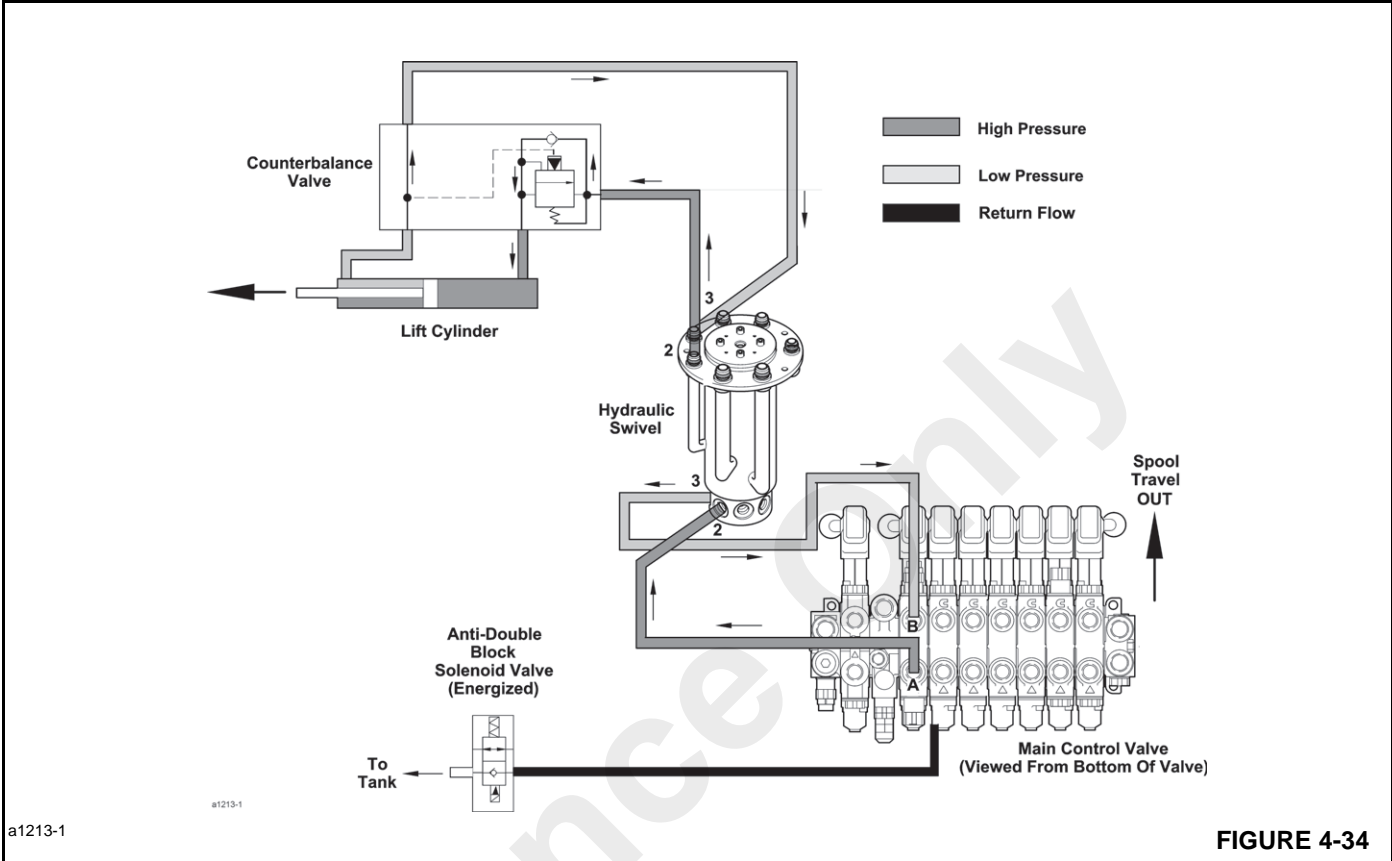 Counterbalance
Valve
High Pressure
Low Pressure
Return Flow
Lift Cylinder
3
2
Hydraulic
Swivel
3
2
Spool
Travel
OUT
B
A
Anti-Double
Block
Solenoid Valve
(Energized)
To
Tank
Main Control Valve
(Viewed From Bottom Of Valve)
a1213-1
a1213-1
FIGURE 4-34
nce Only